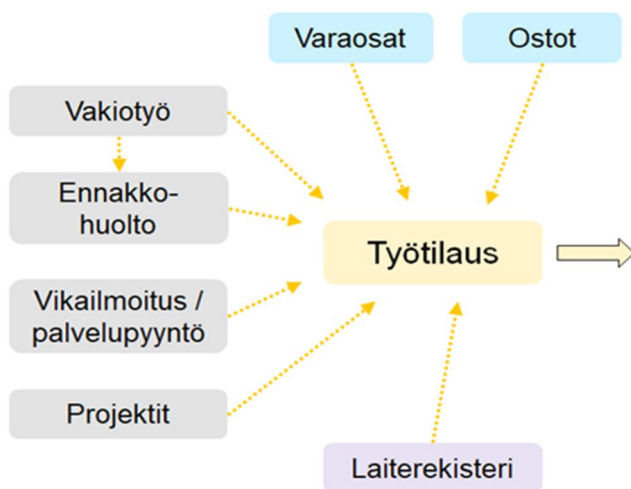 Varaosat
Ostot
Vakiotyö
Ennakko-
huolto
Työtilaus
Vikailmoitus /
palvelupyyntö
Projektit
Laiterekisteri